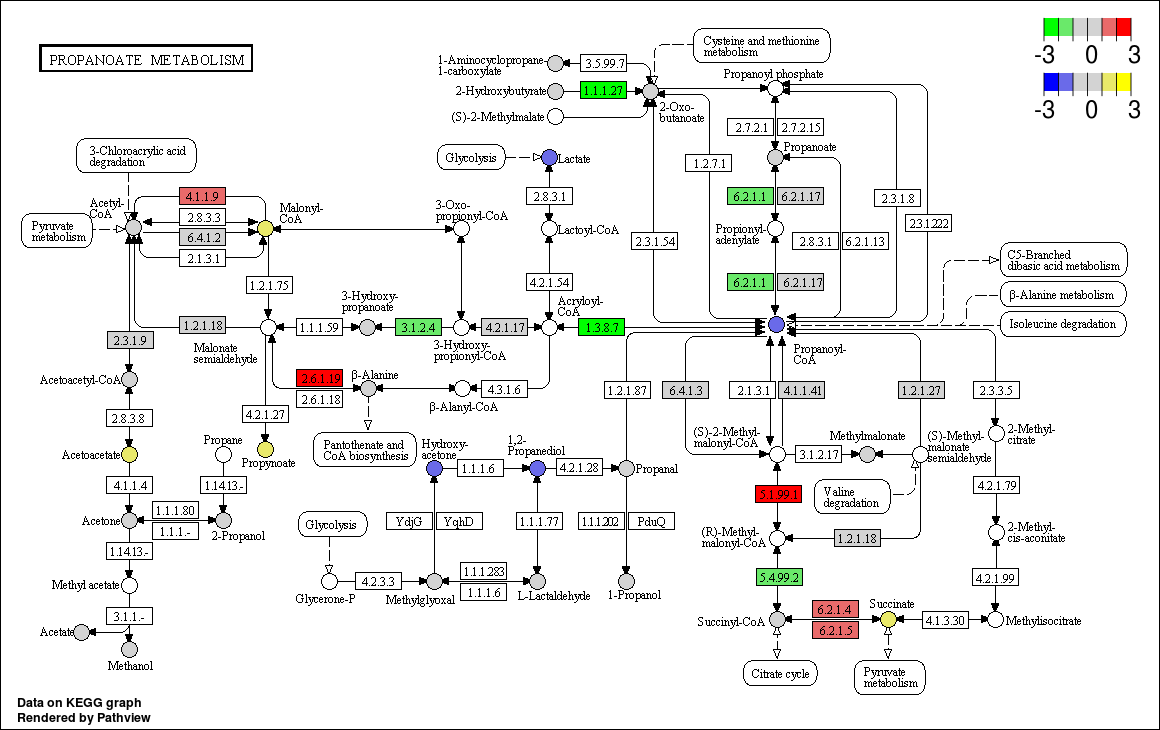 PROPANOATE METABOLISM
-3 0 3
-3 0 3
Cysteine and methionine
metabolism
1-Aminocyclopropane
1-carboxylate
3.5.99.7
2-Hydroxybutyrate
1.1.1.27
(S)-2-Methylmalate
2-Oxo-
butanoate
Propanoyl phosphate
2.7.2.1
2.7.2.15
Propanoate
1.2.7.1
6.2.1.1
6.2.1.17
2.3.1.8
2.3.1.222
Propionyl-
adenylate
2.3.1.54
2.8.3.1
6.2.1.13
6.2.1.1
6.2.1.17
C5-Branched
dibasic acid metabolism
β-Alanine metabolism
Isoleucine degradation
3-Chloroacrylic acid
degradation
Glycolysis
Lactate
Acetyl-
CoA
4.1.1.9
2.8.3.3
6.4.1.2
2.1.3.1
Malonyl-
CoA
Pyruvate
metabolism
3-Oxo-
propionyl-CoA
2.8.3.1
Lactoyl-CoA
1.2.1.75
4.2.1.54
3-Hydroxy-
propanoate
Acryloyl-
CoA
1.2.1.18
1.1.1.59
3.1.2.4
4.2.1.17
1.3.8.7
Malonate
semialdehyde
3-Hydroxy-
propionyl-CoA
Propanoyl-
CoA
2.3.1.9
Acetoacetyl-CoA
2.6.1.19
2.6.1.18
β-Alanine
4.3.1.6
β-Alanyl-CoA
1.2.1.87
6.4.1.3
2.1.3.1
4.1.1.41
1.2.1.27
2.3.3.5
2.8.3.8
4.2.1.27
Pantothenate and
CoA biosynthesis
Acetoacetate
Propane
Propynoate
Hydroxy-
acetone
1.1.1.6
1,2-
Propanediol
4.2.1.28
Propanal
(S)-2-Methyl-
malonyl-CoA
3.1.2.17
Methylmalonate
(S)-Methyl-
malonate
semialdehyde
2-Methyl-
citrate
4.1.1.4
1.14.13.-
Valine
degradation
5.1.99.1
4.2.1.79
Acetone
1.1.1.80
1.1.1.-
2-Propanol
Glycolysis
YdjG
YqhD
1.1.1.77
1.1.1.202
PduQ
(R)-Methyl-
malonyl-CoA
1.2.1.18
2-Methyl-
cis-aconitate
1.14.13.-
Methyl acetate
5.4.99.2
4.2.1.99
Glycerone-P
4.2.3.3
Methylglyoxal
1.1.1.283
1.1.1.6
L-Lactaldehyde
1-Propanol
3.1.1.-
Acetate
Methanol
Succinyl-CoA
6.2.1.4
6.2.1.5
Succinate
4.1.3.30
Methylisocitrate
Citrate cycle
Pyruvate
metabolism
Data on KEGG graph
Rendered by Pathview